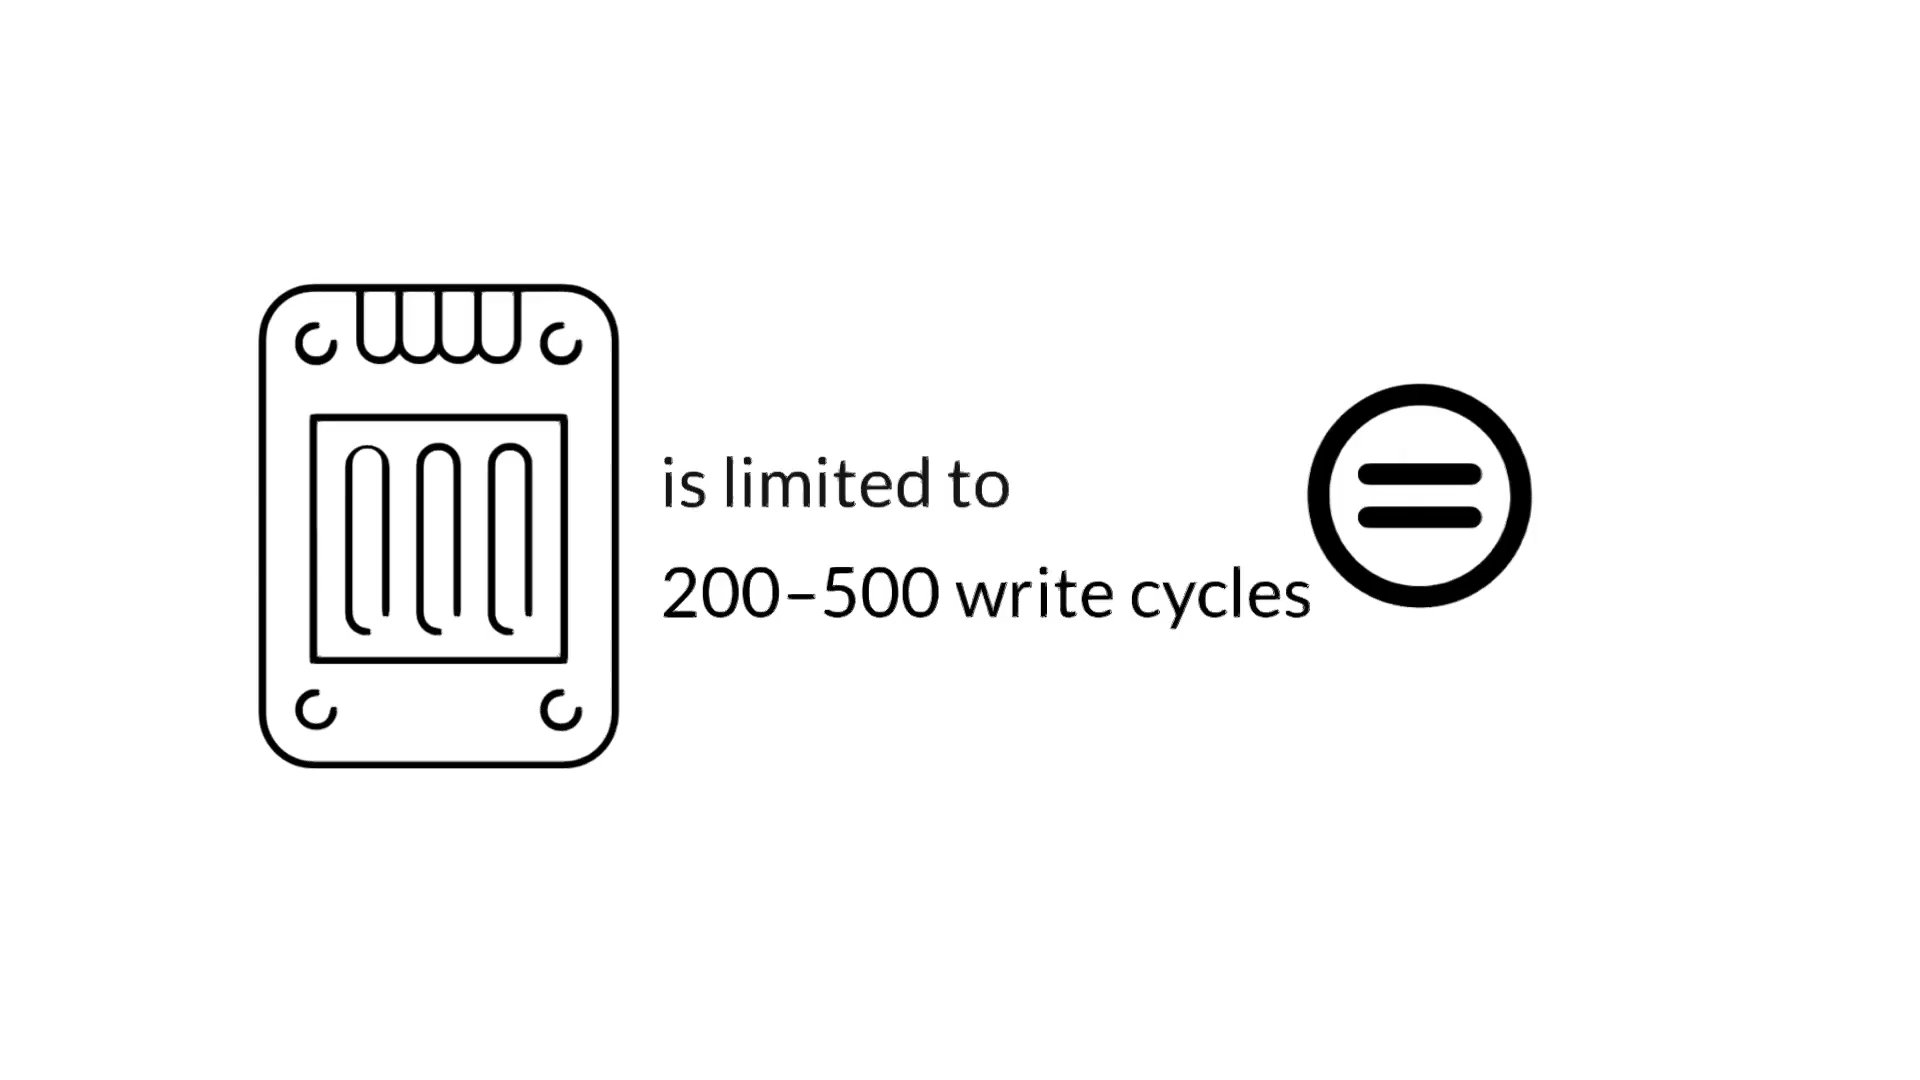 is limited to
200–500 write cycles